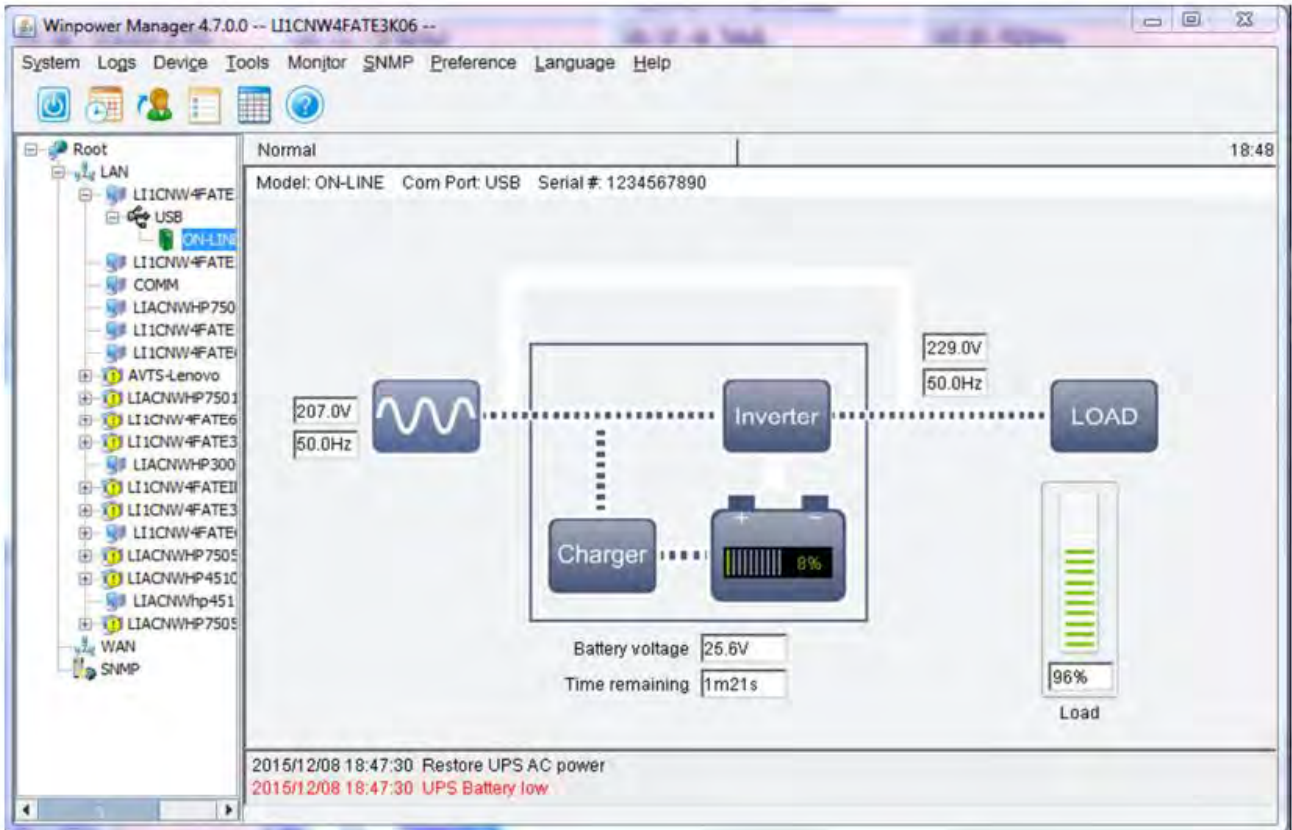 Winpower Manager 4.7.0.0 -- LI1CNW4FATE3K06 --
System Logs Device Tools Monitor SNMP Preference Language Help
Root
LAN
LI1CNW4FATE
USB
ON-LINE
LI1CNW4FATE
COMM
LIACNWHP750
LI1CNW4FATE
LI1CNW4FATE
AVTS-Lenovo
LIACNWHP7501
LI1CNW4FATE6
LI1CNW4FATE3
LIACNWHP300
LI1CNW4FATEI
LI1CNW4FATE3
LI1CNW4FATE
LIACNWHP7505
LIACNWHP4510
LIACNWhp451
LIACNWHP7505
WAN
SNMP
Normal 18:48
Model: ON-LINE Com Port: USB Serial #: 1234567890
229.0V
50.0Hz
207.0V
50.0Hz
Inverter
LOAD
Charger
+ −
8%
Battery voltage 25.6V
Time remaining 1m21s
96%
Load
2015/12/08 18:47:30 Restore UPS AC power
2015/12/08 18:47:30 UPS Battery low